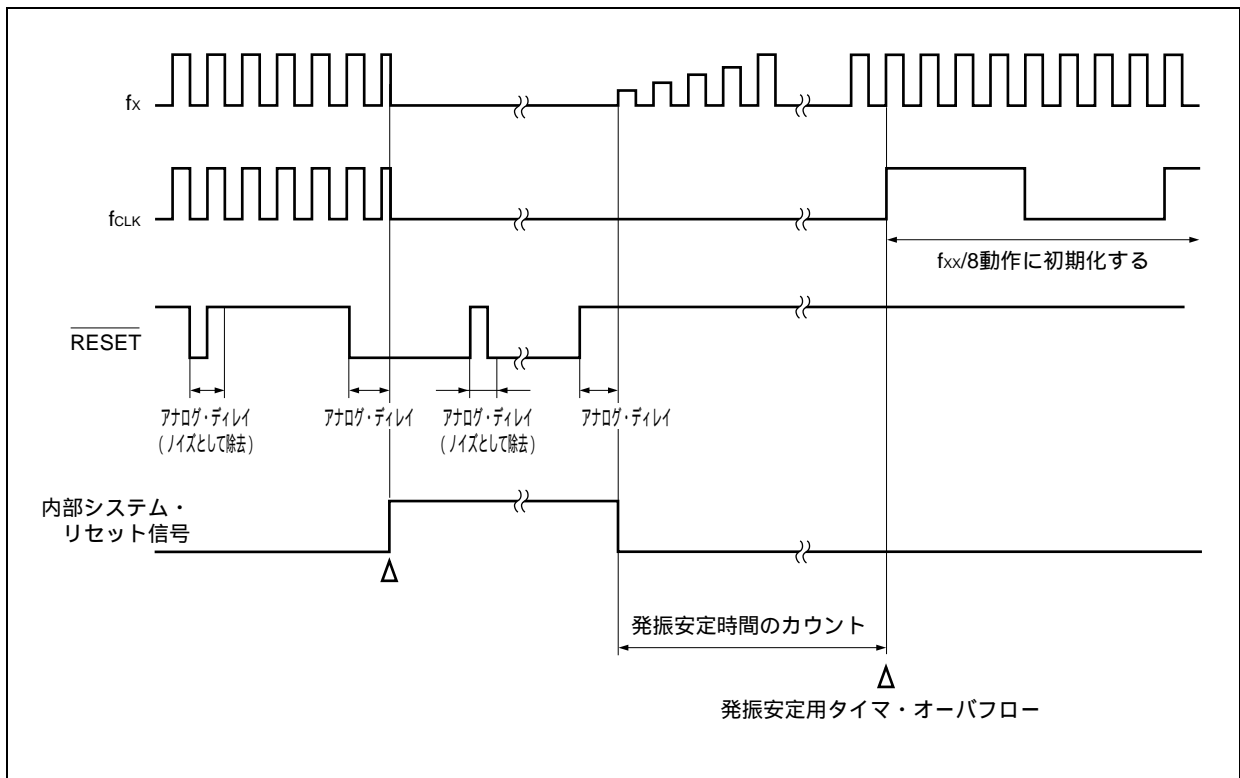 fX
fCLK
fXX/8動作に初期化する
RESET
アナログ・ディレイ
(ノイズとして除去)
アナログ・ディレイ
アナログ・ディレイ
(ノイズとして除去)
アナログ・ディレイ
内部システム・
リセット信号
発振安定時間のカウント
発振安定用タイマ・オーバフロー